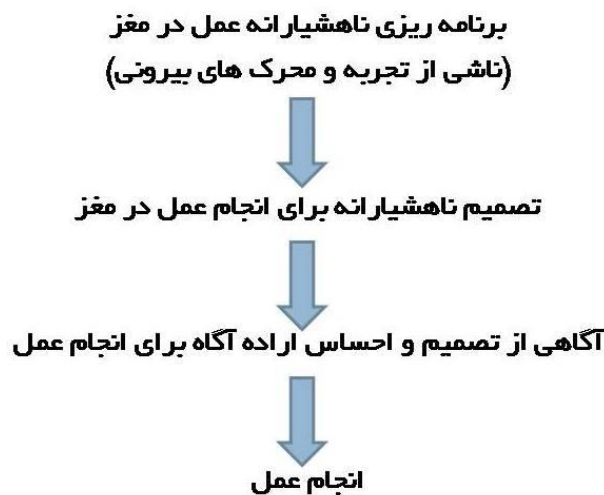 برنامه ریزی ناهشیارانه عمل در مغز
(ناشی از تجربه و محرک های بیرونی)
تصمیم ناهشیارانه برای انجام عمل در مغز
آگاهی از تصمیم و احساس اراده آگاه برای انجام عمل
انجام عمل